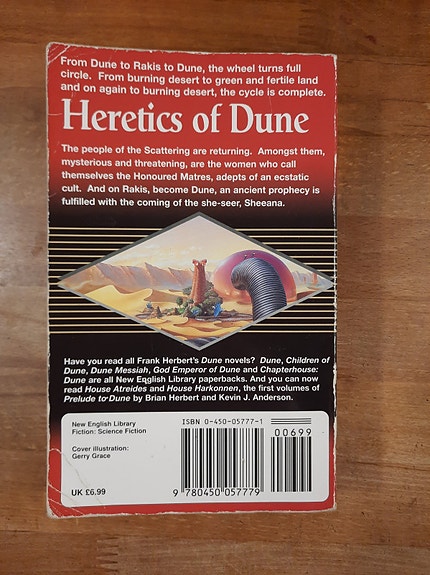 From Dune to Rakis to Dune, the wheel turns full
circle. From burning desert to green and fertile land
and on again to burning desert, the cycle is complete.
Heretics of Dune
The people of the Scattering are returning. Amongst them,
mysterious and threatening, are the women who call
themselves the Honoured Matres, adepts of an ecstatic
cult. And on Rakis, become Dune, an ancient prophecy is
fulfilled with the coming of the she-seer, Sheeana.
Have you read all Frank Herbert's Dune novels? Dune, Children of
Dune, Dune Messiah, God Emperor of Dune and Chapterhouse:
Dune are all New English Library paperbacks. And you can now
read House Atreides and House Harkonnen, the first volumes of
Prelude to Dune by Brian Herbert and Kevin J. Anderson.
New English Library
Fiction: Science Fiction
Cover illustration:
Gerry Grace
UK £6.99
ISBN 0-450-05777-1
00699
9 780450 057779